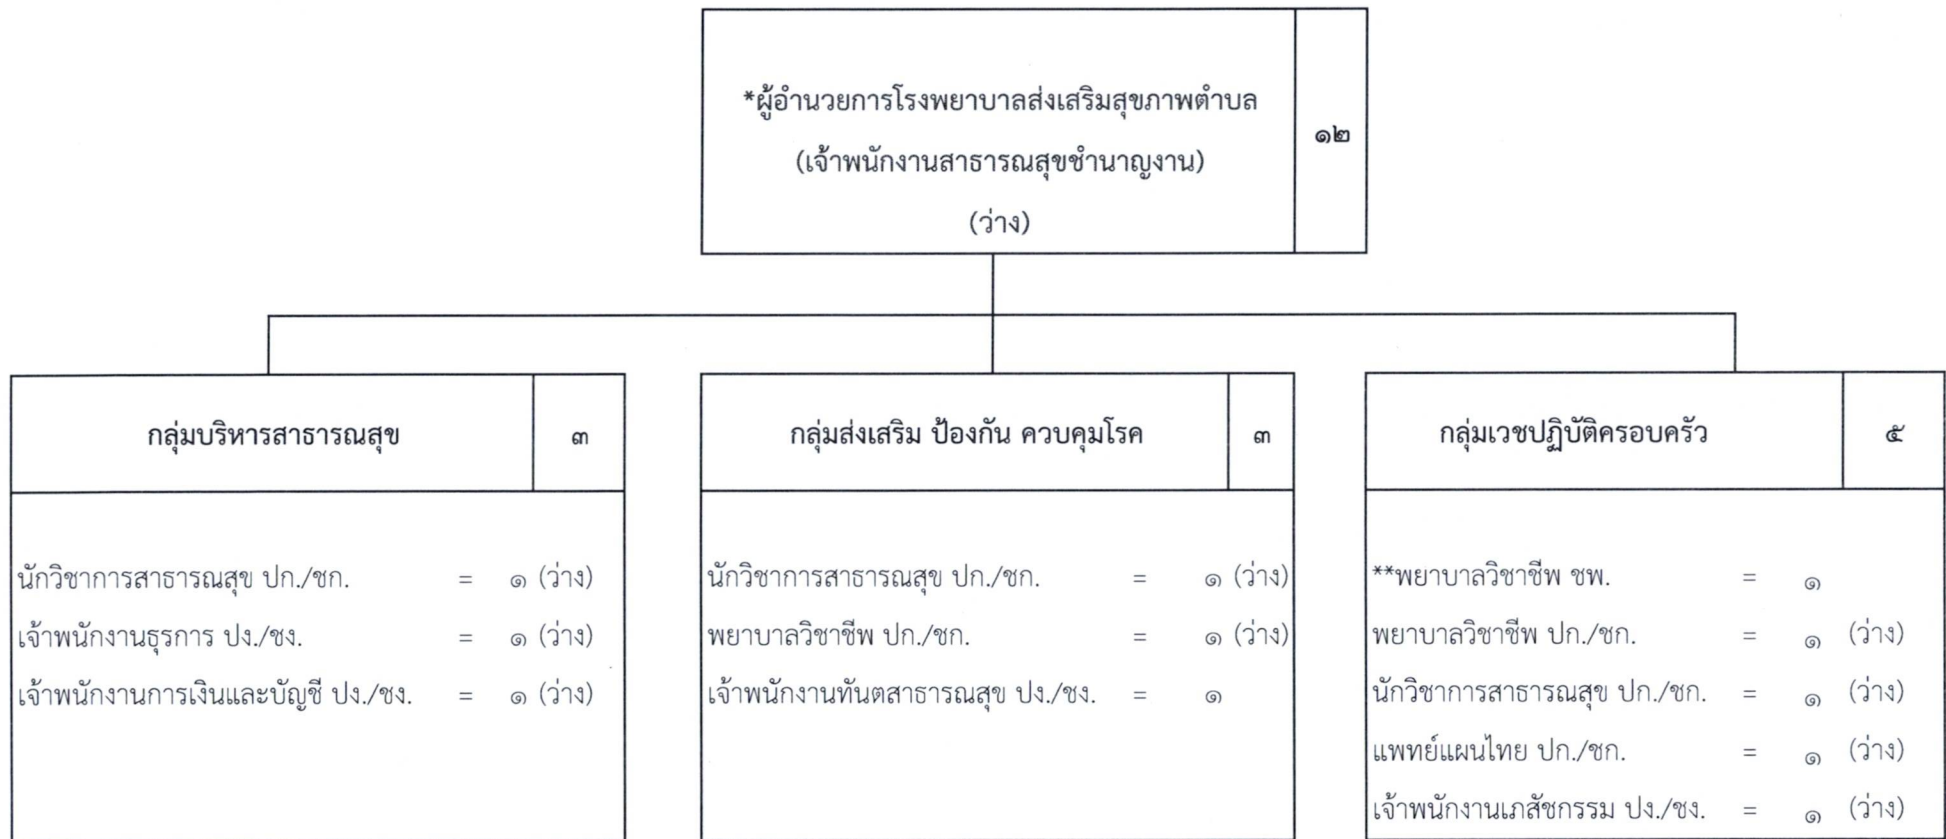 *ผู้อำนวยการโรงพยาบาลส่งเสริมสุขภาพตำบล
(เจ้าพนักงานสาธารณสุขชำนาญงาน)
(ว่าง)
๑๒
กลุ่มบริหารสาธารณสุข ๓
นักวิชาการสาธารณสุข ปก./ชก. = ๑ (ว่าง)
เจ้าพนักงานธุรการ ปง./ชง. = ๑ (ว่าง)
เจ้าพนักงานการเงินและบัญชี ปง./ชง. = ๑ (ว่าง)
กลุ่มส่งเสริม ป้องกัน ควบคุมโรค ๓
นักวิชาการสาธารณสุข ปก./ชก. = ๑ (ว่าง)
พยาบาลวิชาชีพ ปก./ชก. = ๑ (ว่าง)
เจ้าพนักงานทันตสาธารณสุข ปง./ชง. = ๑
กลุ่มเวชปฏิบัติครอบครัว ๕
**พยาบาลวิชาชีพ ชพ. = ๑
พยาบาลวิชาชีพ ปก./ชก. = ๑ (ว่าง)
นักวิชาการสาธารณสุข ปก./ชก. = ๑ (ว่าง)
แพทย์แผนไทย ปก./ชก. = ๑ (ว่าง)
เจ้าพนักงานเภสัชกรรม ปง./ชง. = ๑ (ว่าง)